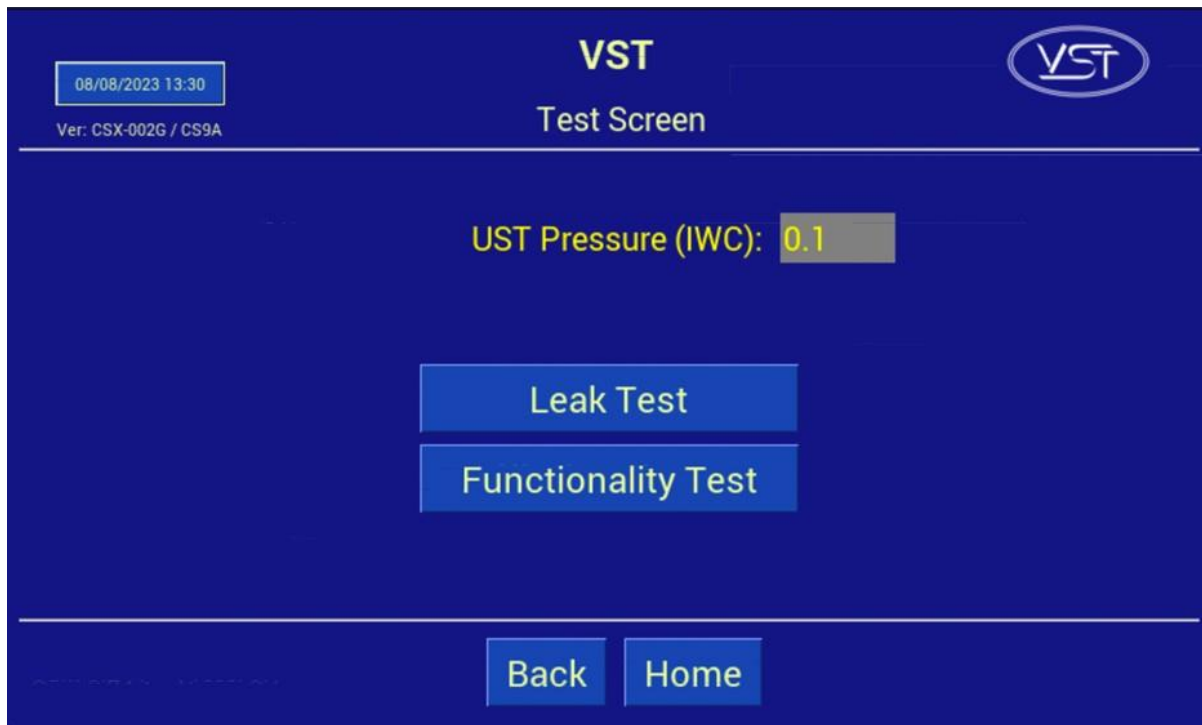 VST
VST
08/08/2023 13:30
Test Screen
Ver: CSX-002G / CS9A
UST Pressure (IWC): 0.1
Leak Test
Functionality Test
Back Home